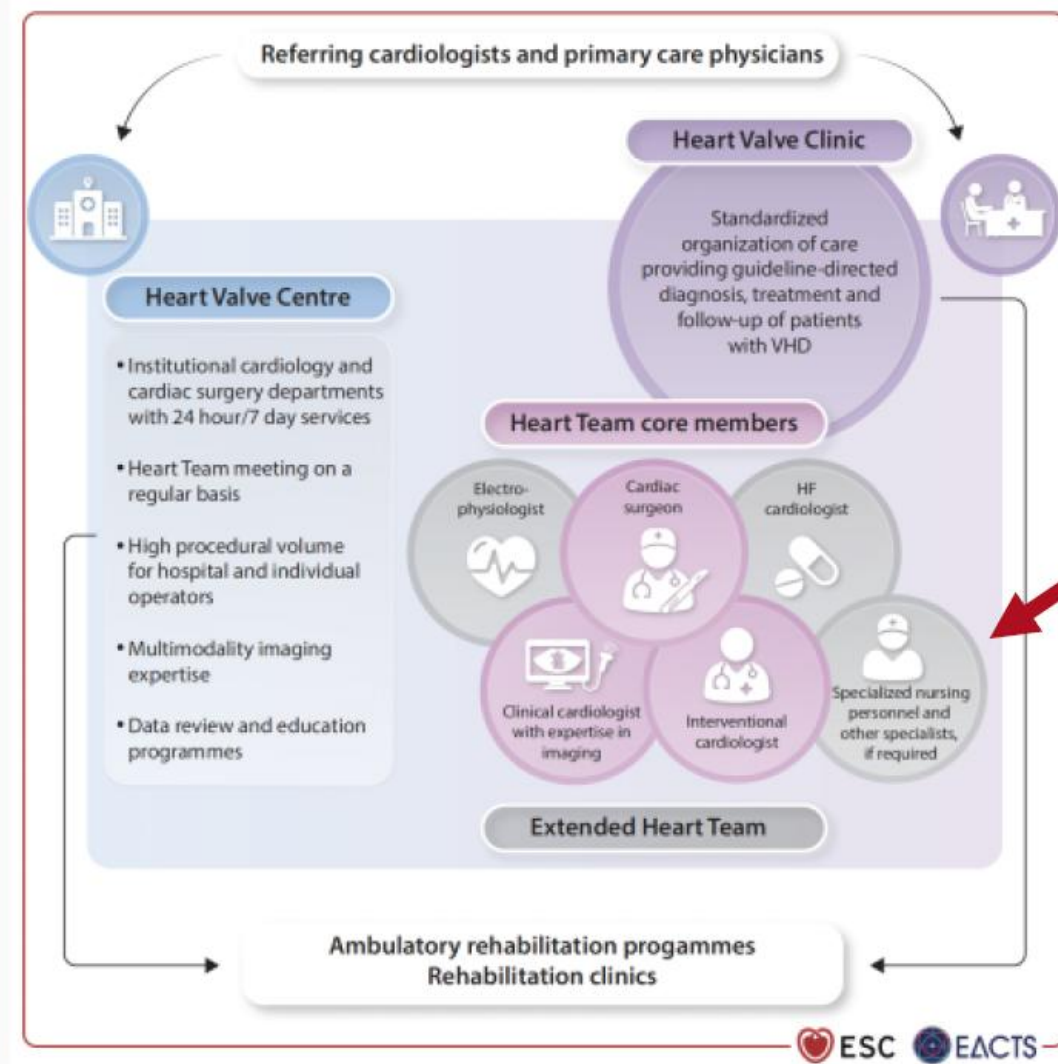 Referring cardiologists and primary care physicians
Heart Valve Clinic
Standardized
organization of care
providing guideline-directed
diagnosis, treatment and
follow-up of patients
with VHD
Heart Valve Centre
• Institutional cardiology and
cardiac surgery departments
with 24 hour/7 day services
• Heart Team meeting on a
regular basis
• High procedural volume
for hospital and individual
operators
• Multimodality imaging
expertise
• Data review and education
programmes
Heart Team core members
Electro-
physiologist
Cardiac
surgeon
HF
cardiologist
Clinical cardiologist
with expertise in
imaging
Interventional
cardiologist
Specialized nursing
personnel and
other specialists,
if required
Extended Heart Team
Ambulatory rehabilitation progammes
Rehabilitation clinics
ESC EACTS